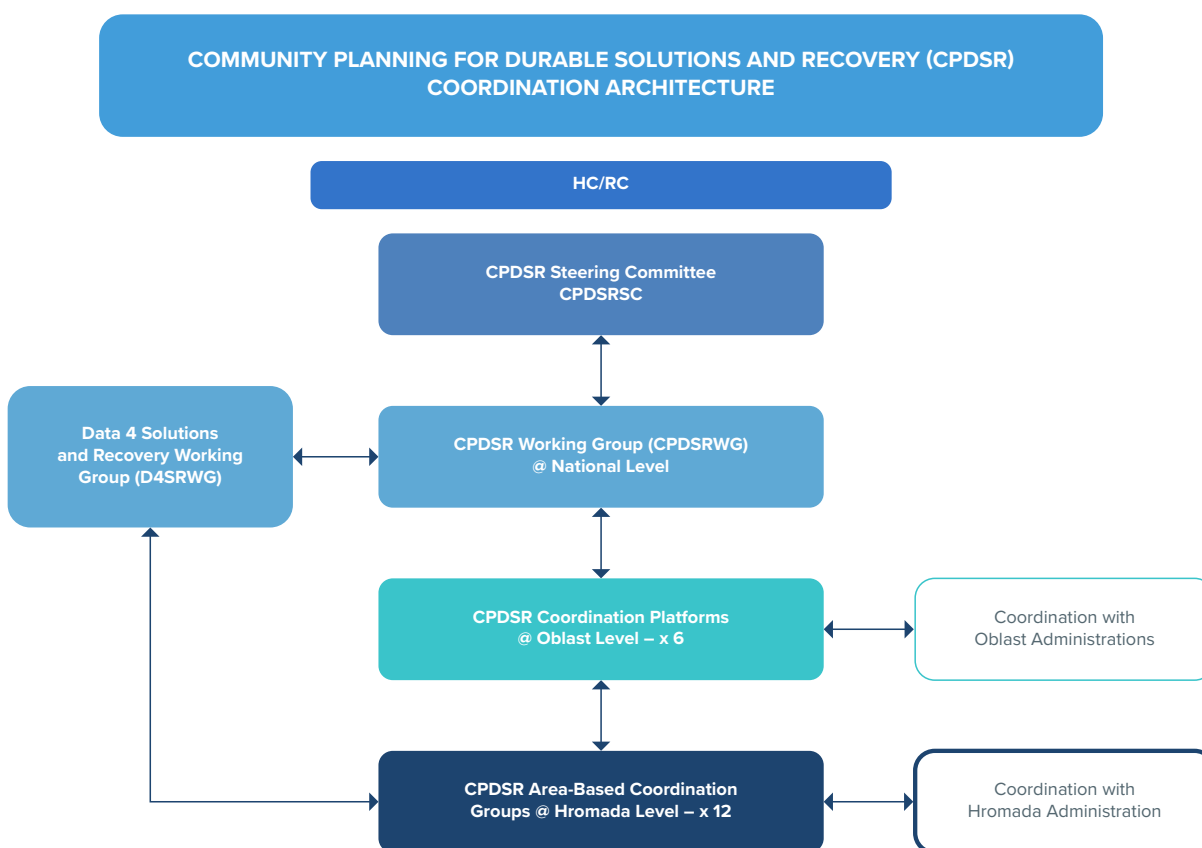 COMMUNITY PLANNING FOR DURABLE SOLUTIONS AND RECOVERY (CPDSR)
COORDINATION ARCHITECTURE
HC/RC
CPDSR Steering Committee
CPDSRSC
Data 4 Solutions
and Recovery Working
Group (D4SRWG)
CPDSR Working Group (CPDSRWG)
@ National Level
CPDSR Coordination Platforms
@ Oblast Level – x 6
Coordination with
Oblast Administrations
CPDSR Area-Based Coordination
Groups @ Hromada Level – x 12
Coordination with
Hromada Administration